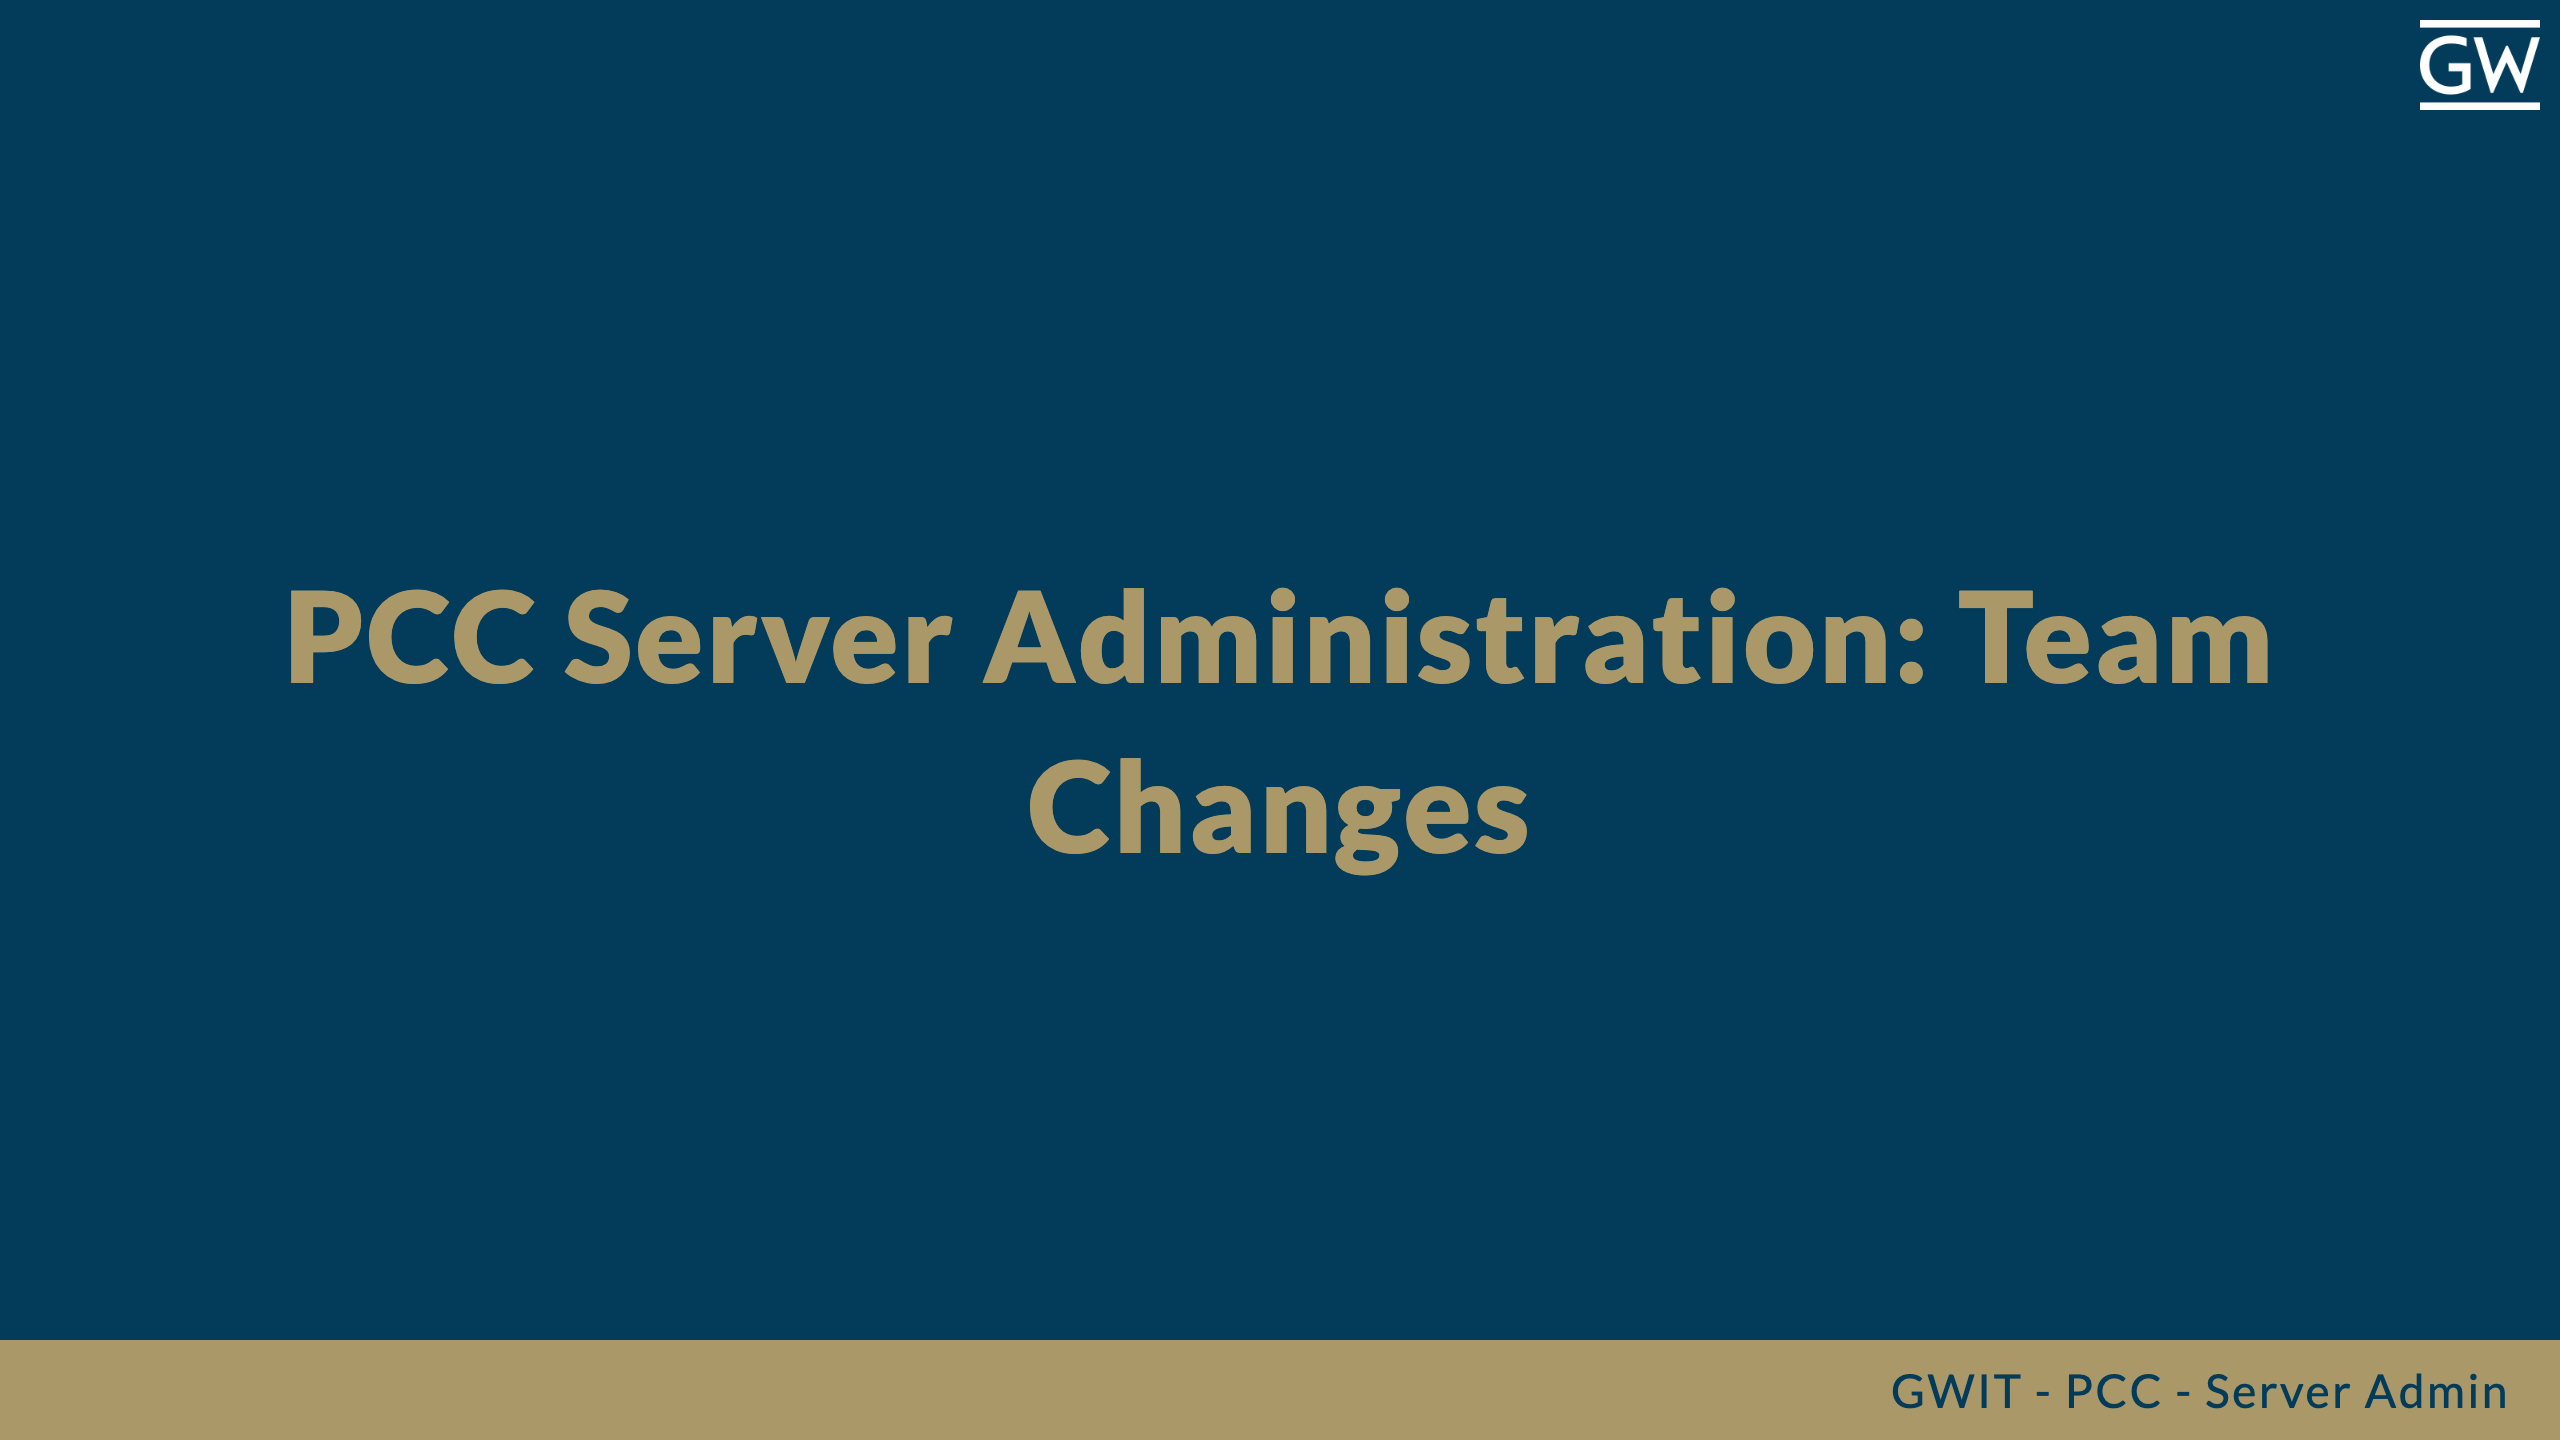 GW
PCC Server Administration: Team
Changes
GWIT - PCC - Server Admin